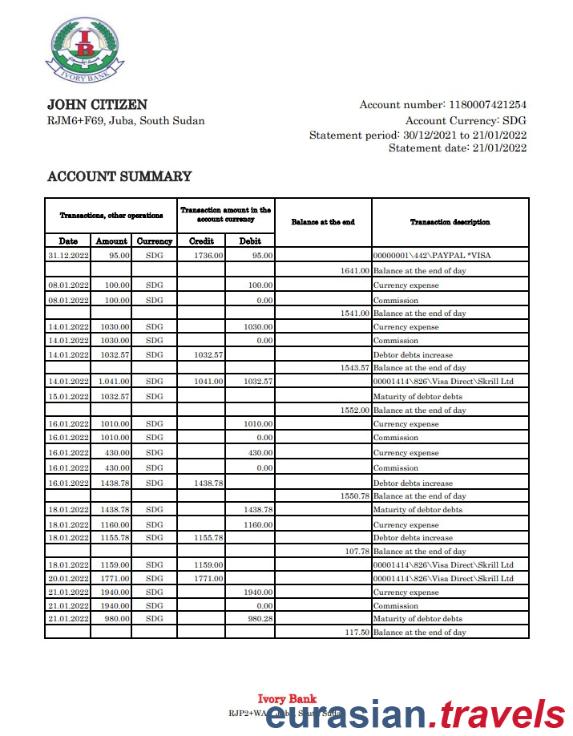 IB
IVORY BANK
JOHN CITIZEN
RJM6+F69, Juba, South Sudan
Account number: 1180007421254
Account Currency: SDG
Statement period: 30/12/2021 to 21/01/2022
Statement date: 21/01/2022
ACCOUNT SUMMARY
Transactions, other operations Transaction amount in the account currency Balance at the end Transaction description
Date Amount Currency Credit Debit
31.12.2022 95.00 SDG 1736.00 95.00 00000001\442\PAYPAL *VISA
1641.00 Balance at the end of day
08.01.2022 100.00 SDG 100.00 Currency expense
08.01.2022 100.00 SDG 0.00 Commission
1541.00 Balance at the end of day
14.01.2022 1030.00 SDG 1030.00 Currency expense
14.01.2022 1030.00 SDG 0.00 Commission
14.01.2022 1032.57 SDG 1032.57 Debtor debts increase
1543.57 Balance at the end of day
14.01.2022 1.041.00 SDG 1041.00 1032.57 00001414\826\Visa Direct\Skrill Ltd
15.01.2022 1032.57 SDG Maturity of debtor debts
1552.00 Balance at the end of day
16.01.2022 1010.00 SDG 1010.00 Currency expense
16.01.2022 1010.00 SDG 0.00 Commission
16.01.2022 430.00 SDG 430.00 Currency expense
16.01.2022 430.00 SDG 0.00 Commission
16.01.2022 1438.78 SDG 1438.78 Debtor debts increase
1550.78 Balance at the end of day
18.01.2022 1438.78 SDG 1438.78 Maturity of debtor debts
18.01.2022 1160.00 SDG 1160.00 Currency expense
18.01.2022 1155.78 SDG 1155.78 Debtor debts increase
107.78 Balance at the end of day
18.01.2022 1159.00 SDG 1159.00 00001414\826\Visa Direct\Skrill Ltd
20.01.2022 1771.00 SDG 1771.00 00001414\826\Visa Direct\Skrill Ltd
21.01.2022 1940.00 SDG 1940.00 Currency expense
21.01.2022 1940.00 SDG 0.00 Commission
21.01.2022 980.00 SDG 980.28 Maturity of debtor debts
117.50 Balance at the end of day
Ivory Bank
eurasian.travels